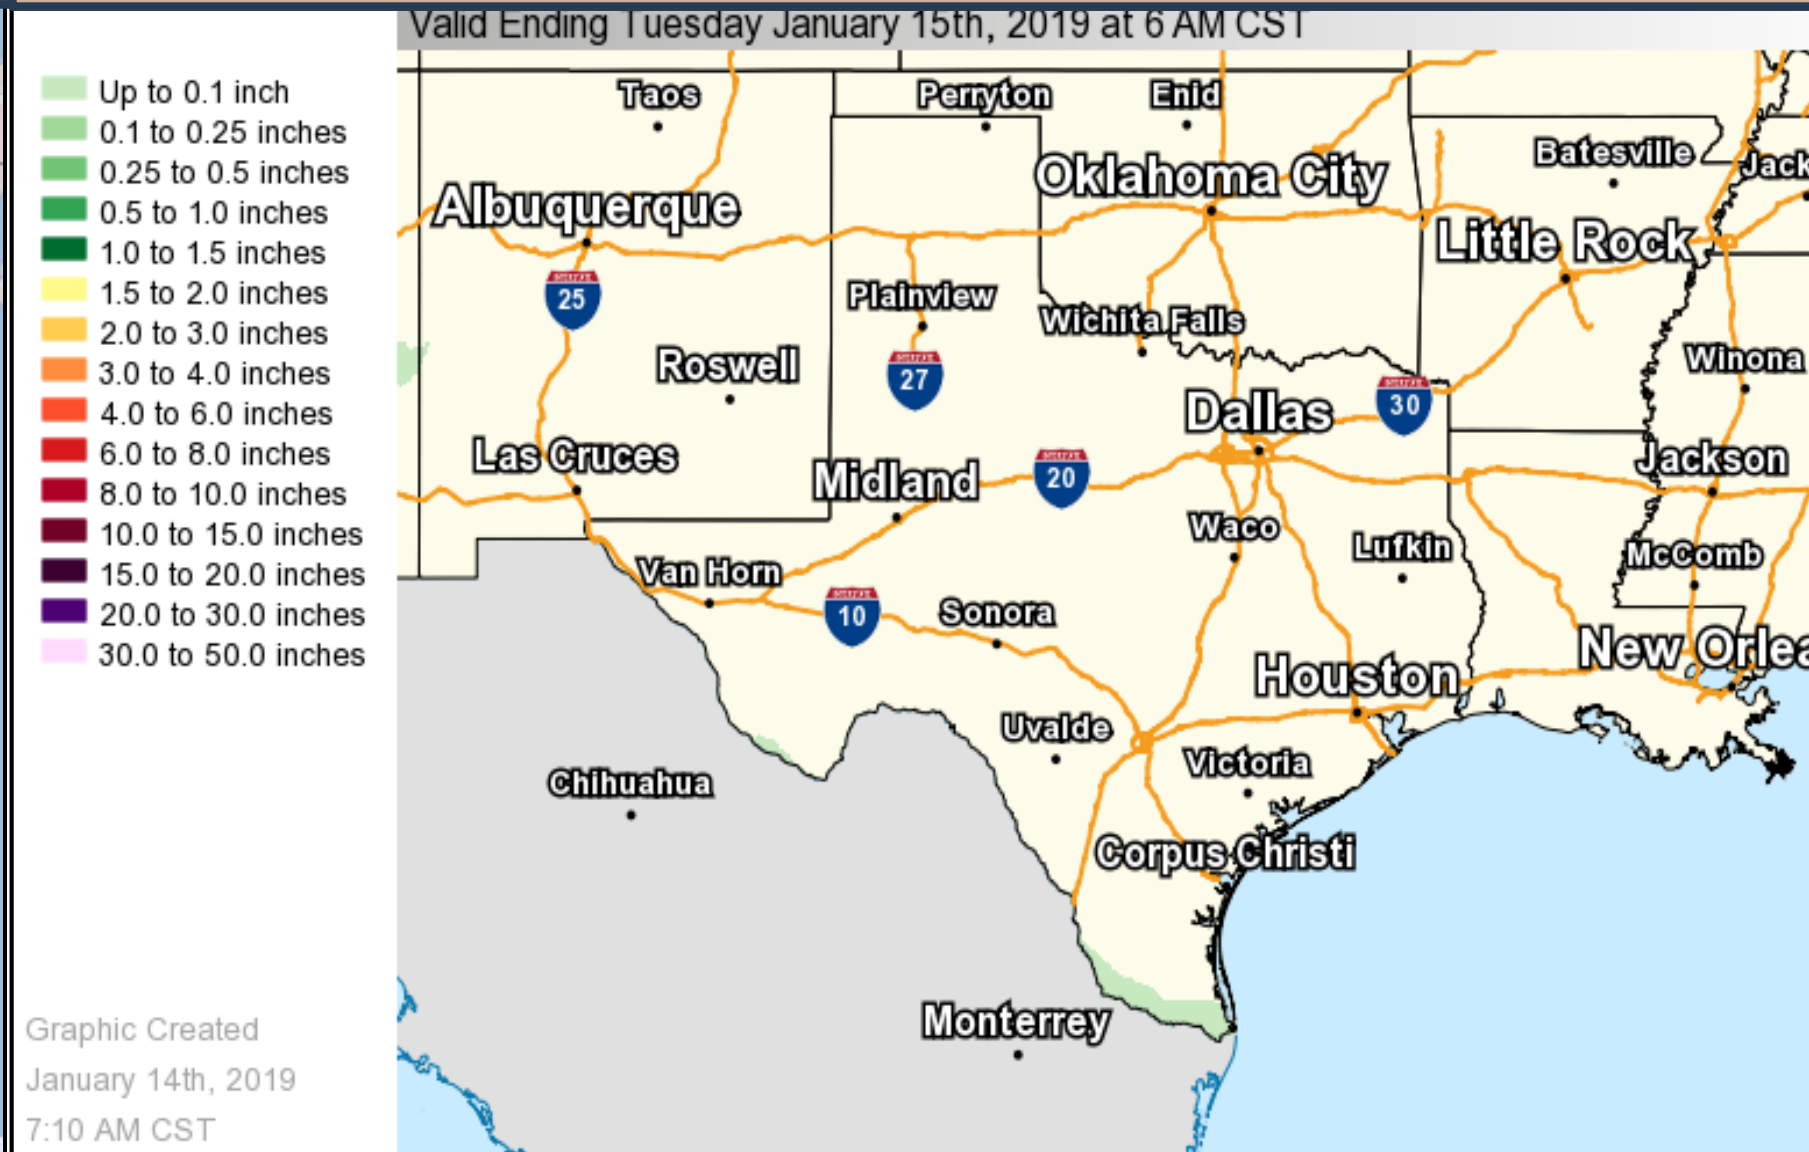 Valid Ending Tuesday January 15th, 2019 at 6 AM CST
Up to 0.1 inch
0.1 to 0.25 inches
0.25 to 0.5 inches
0.5 to 1.0 inches
1.0 to 1.5 inches
1.5 to 2.0 inches
2.0 to 3.0 inches
3.0 to 4.0 inches
4.0 to 6.0 inches
6.0 to 8.0 inches
8.0 to 10.0 inches
10.0 to 15.0 inches
15.0 to 20.0 inches
20.0 to 30.0 inches
30.0 to 50.0 inches
Graphic Created
January 14th, 2019
7:10 AM CST
Taos
Perryton
Enid
Batesville
Jack
Oklahoma City
Albuquerque
Little Rock
25
Plainview
Wichita Falls
Roswell
27
Winona
30
Dallas
Las Cruces
Midland
20
Jackson
Waco
Lufkin
McComb
Van Horn
10
Sonora
New Orlea
Houston
Uvalde
Victoria
Chihuahua
Corpus Christi
Monterrey